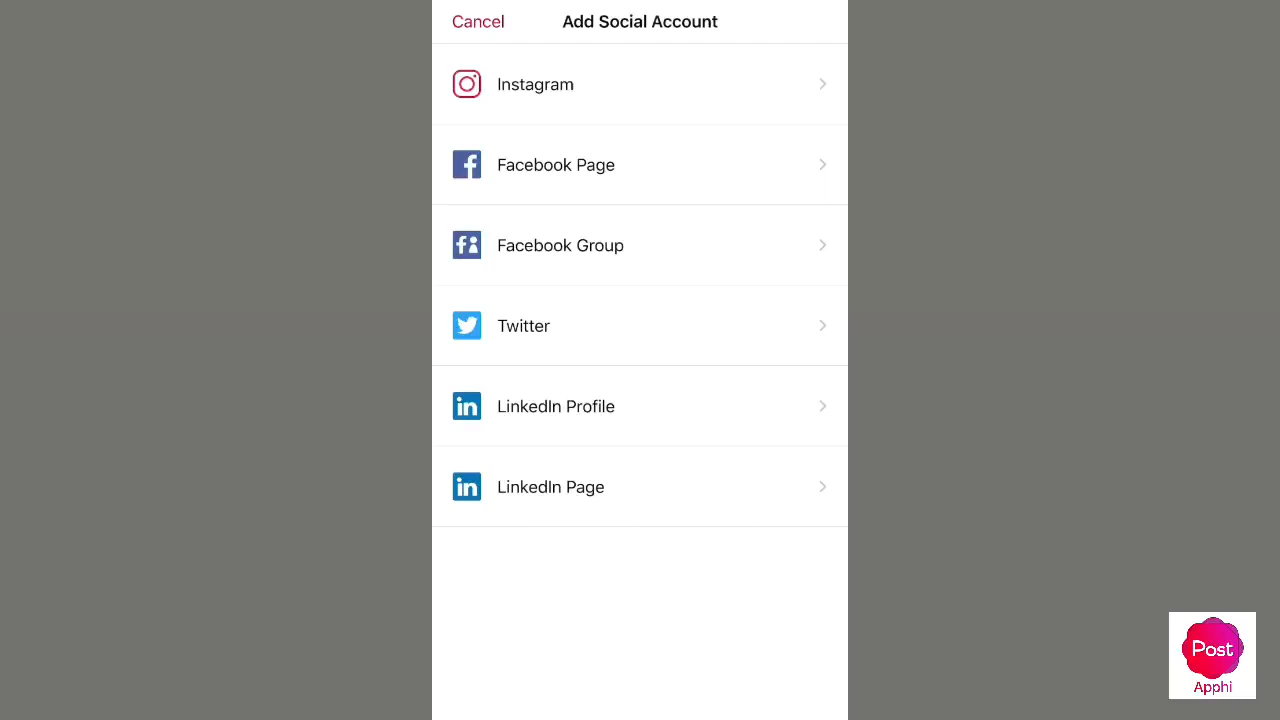 Cancel
Add Social Account
Instagram
Facebook Page
Facebook Group
Twitter
LinkedIn Profile
LinkedIn Page
Post
Apphi